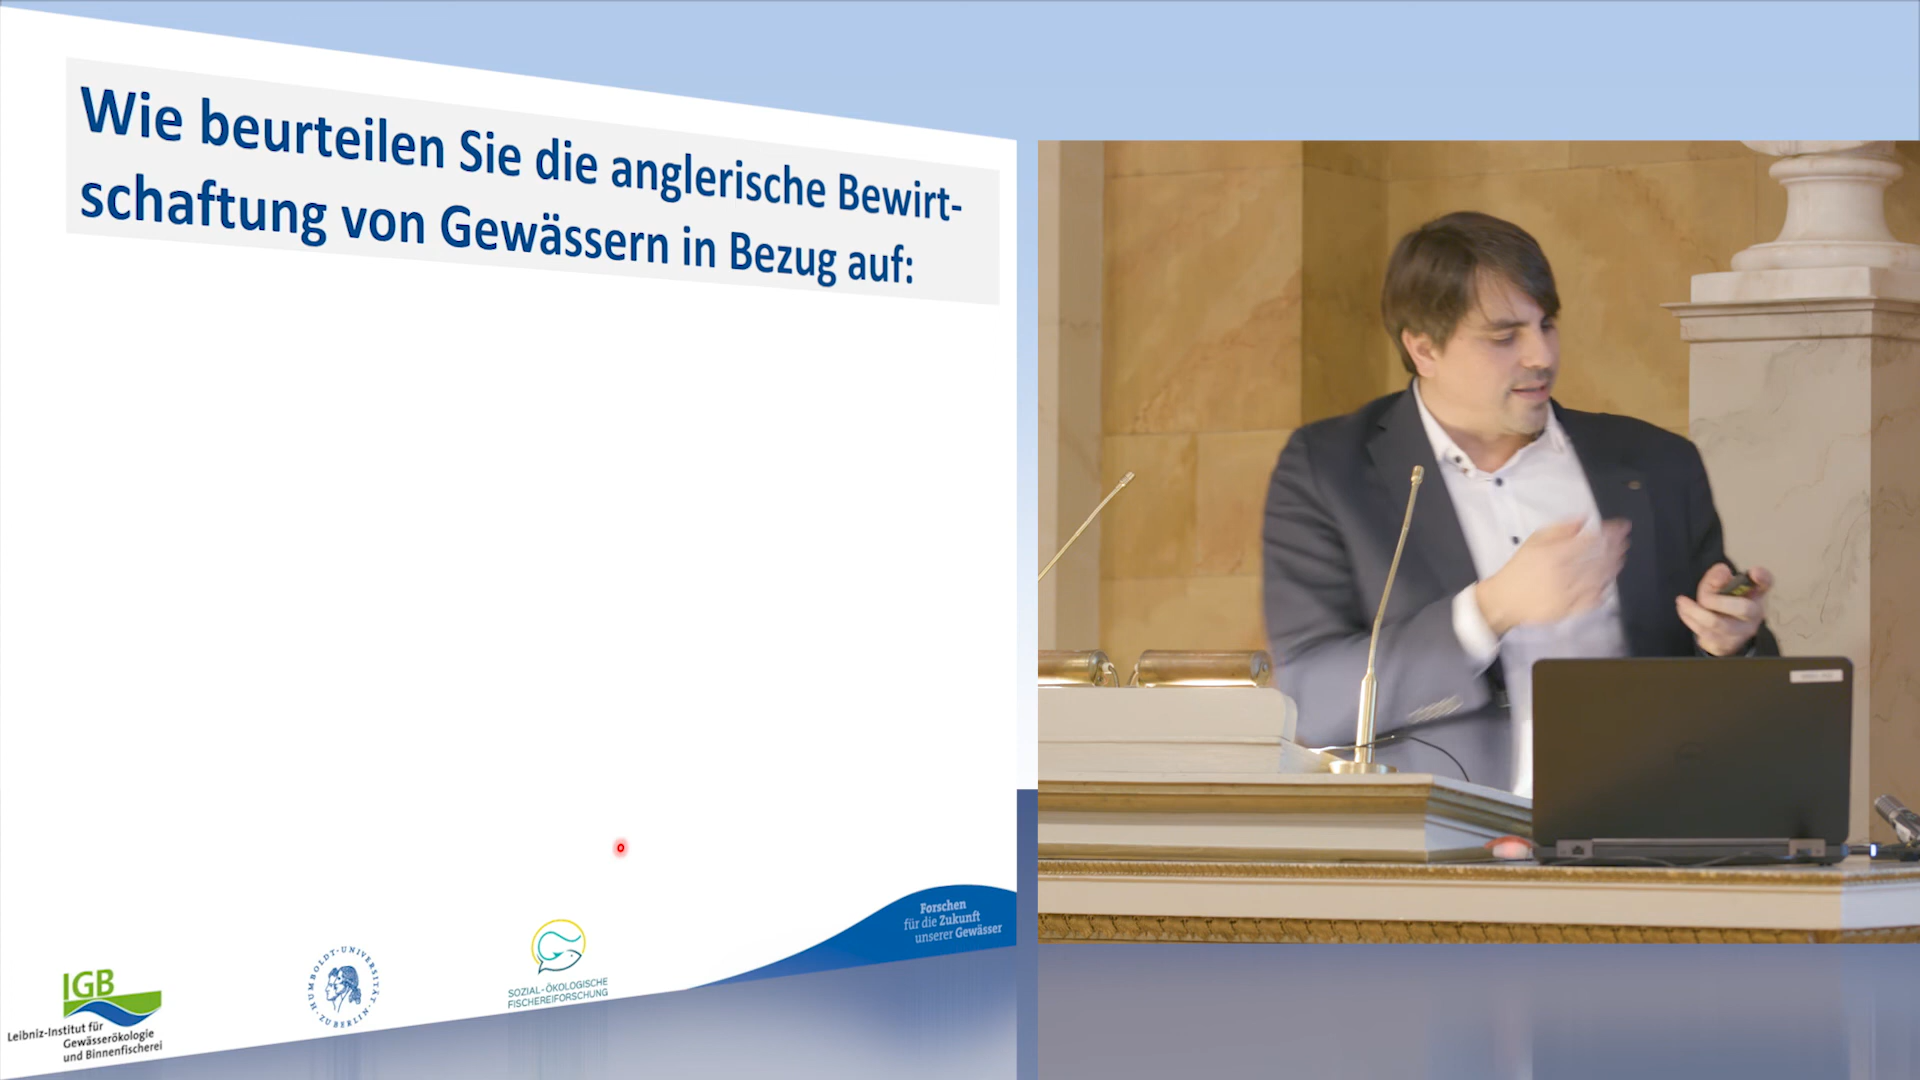 Wie beurteilen Sie die anglerische Bewirt-
schaftung von Gewässern in Bezug auf:
Forschen
für die Zukunft
unserer Gewässer
IGB
Leibniz-Institut für
Gewässerökologie
und Binnenfischerei
HUMBOLDT-UNIVERSITÄT
ZU BERLIN
SOZIAL-ÖKOLOGISCHE
FISCHEREIFORSCHUNG